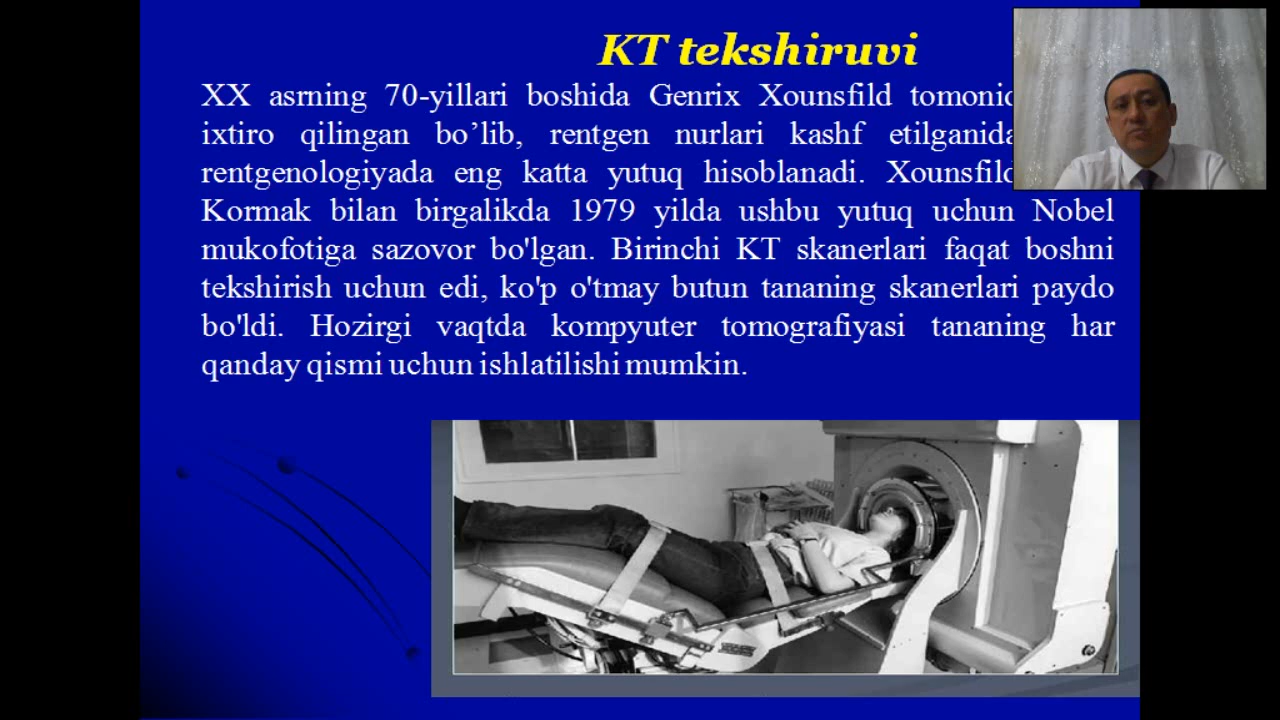 KT tekshiruvi
XX asrning 70-yillari boshida Genrix Xounsfild
ixtiro qilingan bo’lib, rentgen nurlari kashf
rentgenologiyada eng katta yutuq hisoblanadi.
Kormak bilan birgalikda 1979 yilda ushbu yutuq uchun Nobel
mukofotiga sazovor bo'lgan. Birinchi KT skanerlari faqat boshni
tekshirish uchun edi, ko'p o'tmay butun tananing skanerlari paydo
bo'ldi. Hozirgi vaqtda kompyuter tomografiyasi tananing har
qanday qismi uchun ishlatilishi mumkin.